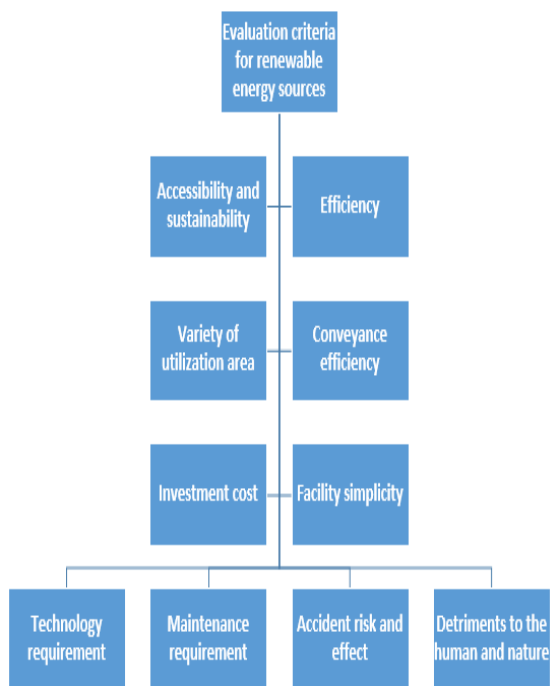 Evaluation criteria
for renewable
energy sources
Accessibility and
sustainability
Efficiency
Variety of
utilization area
Conveyance
efficiency
Investment cost
Facility simplicity
Technology
requirement
Maintenance
requirement
Accident risk and
effect
Detriments to the
human and nature